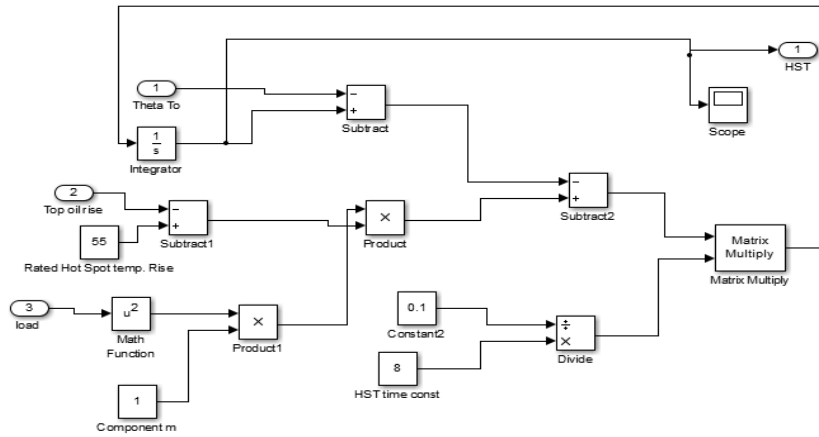 1
HST
1
Theta To
−
+
Subtract
Scope
1
s
Integrator
2
Top oil rise
−
+
Subtract1
×
Product
−
+
Subtract2
55
Rated Hot Spot temp. Rise
Matrix
Multiply
Matrix Multiply
3
load
u2
Math
Function
×
Product1
0.1
Constant2
÷
×
Divide
8
HST time const
1
Component m